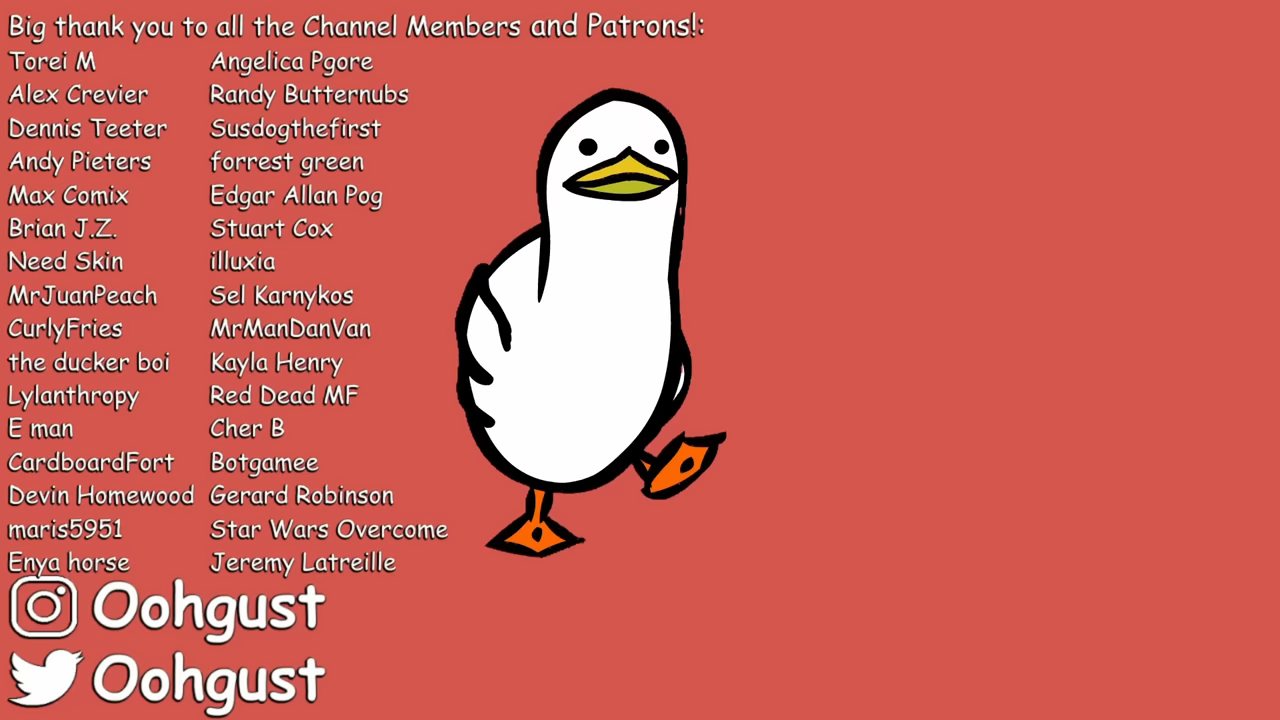 Big thank you to all the Channel Members and Patrons!:
Torei M
Alex Crevier
Dennis Teeter
Andy Pieters
Max Comix
Brian J.Z.
Need Skin
MrJuanPeach
CurlyFries
the ducker boi
Lylanthropy
E man
CardboardFort
Devin Homewood
maris5951
Enya horse
Angelica Pgore
Randy Butternubs
Susdogthefirst
forrest green
Edgar Allan Pog
Stuart Cox
illuxia
Sel Karnykos
MrManDanVan
Kayla Henry
Red Dead MF
Cher B
Botgamee
Gerard Robinson
Star Wars Overcome
Jeremy Latreille
Oohgust
Oohgust